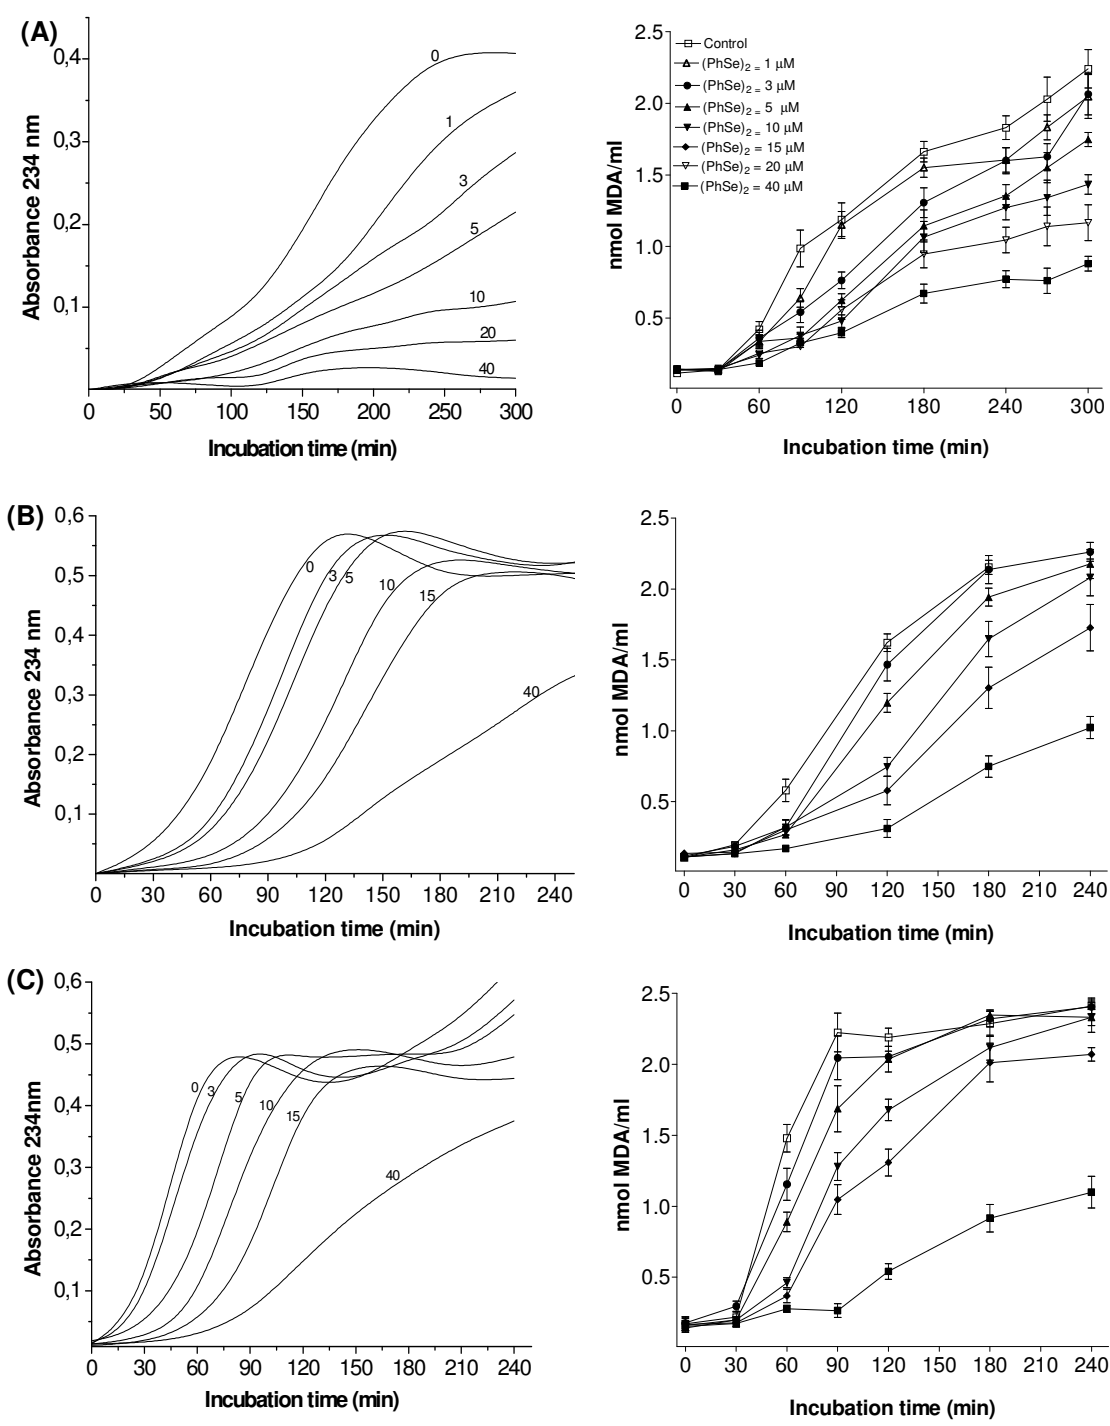 (A)
0,4
0,3
0,2
0,1
Absorbance 234 nm
0
1
3
5
10
20
40
0 50 100 150 200 250 300
Incubation time (min)
2.5
2.0
1.5
1.0
0.5
nmol MDA/ml
Control
(PhSe)2 = 1 µM
(PhSe)2 = 3 µM
(PhSe)2 = 5 µM
(PhSe)2 = 10 µM
(PhSe)2 = 15 µM
(PhSe)2 = 20 µM
(PhSe)2 = 40 µM
0 60 120 180 240 300
Incubation time (min)
(B)
0,6
0,5
0,4
0,3
0,2
0,1
Absorbance 234 nm
0 3 5 10 15 40
0 30 60 90 120 150 180 210 240
Incubation time (min)
2.5
2.0
1.5
1.0
0.5
nmol MDA/ml
0 30 60 90 120 150 180 210 240
Incubation time (min)
(C)
0,6
0,5
0,4
0,3
0,2
0,1
Absorbance 234nm
0 3 5 10 15 40
0 30 60 90 120 150 180 210 240
Incubation time (min)
2.5
2.0
1.5
1.0
0.5
nmol MDA/ml
0 30 60 90 120 150 180 210 240
Incubation time (min)